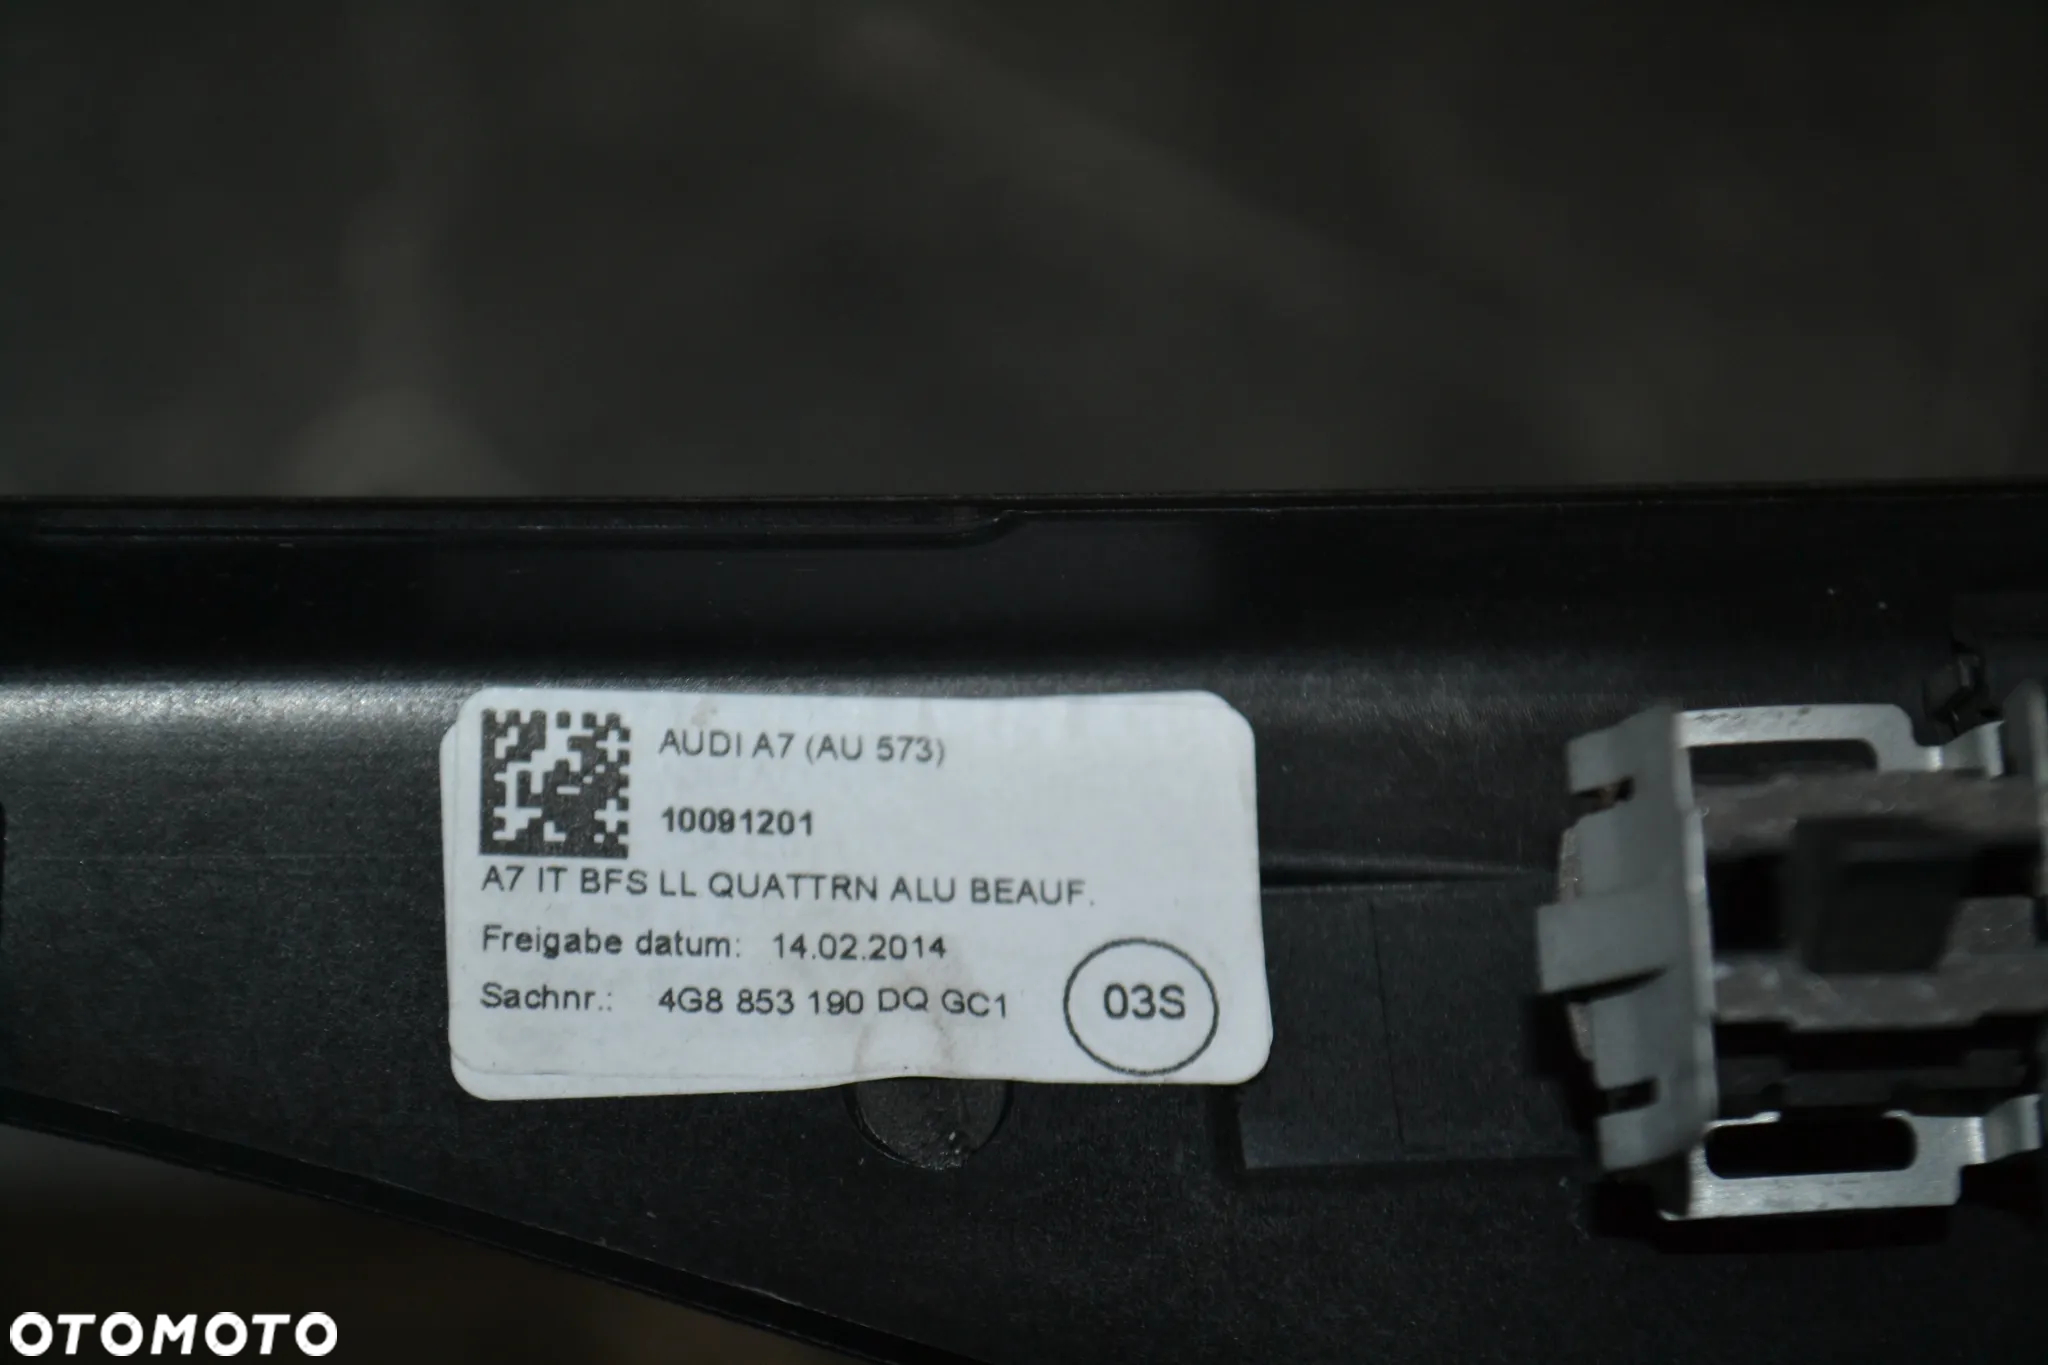 AUDI A7 (AU 573)
10091201
A7 IT BFS LL QUATTRN ALU BEAUF.
Freigabe datum: 14.02.2014
Sachnr.: 4G8 853 190 DQ GC1
03S
OTOMOTO